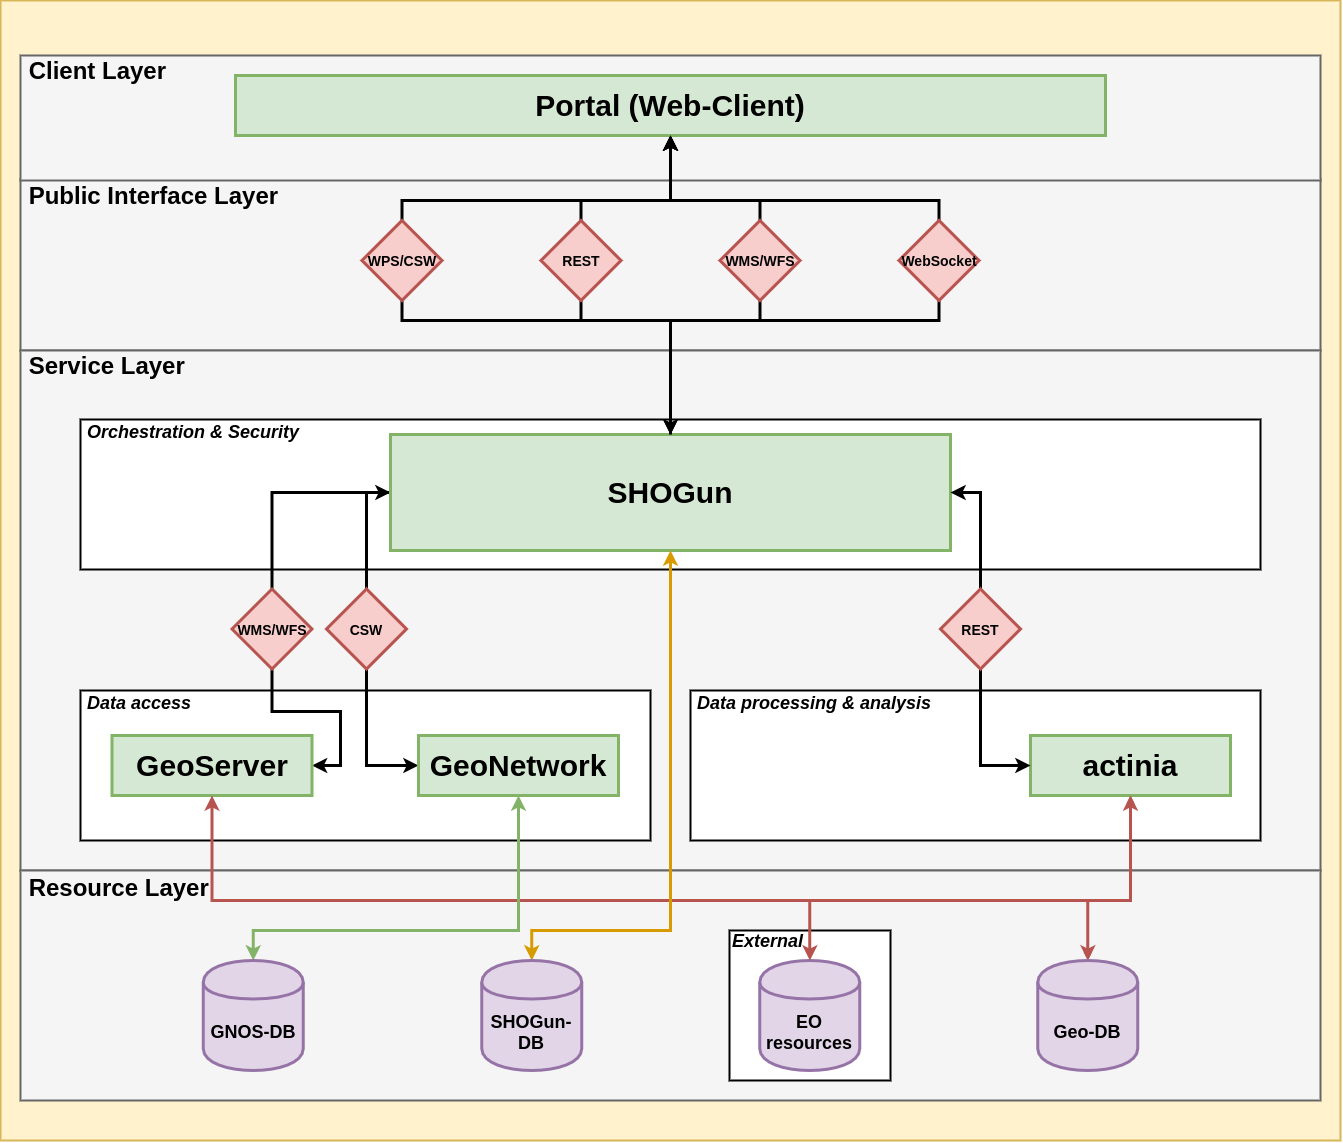 Client Layer
Portal (Web-Client)
Public Interface Layer
WPS/CSW
REST
WMS/WFS
WebSocket
Service Layer
Orchestration & Security
SHOGun
WMS/WFS
CSW
REST
Data access
Data processing & analysis
GeoServer
GeoNetwork
actinia
Resource Layer
External
GNOS-DB
SHOGun-
DB
EO
resources
Geo-DB